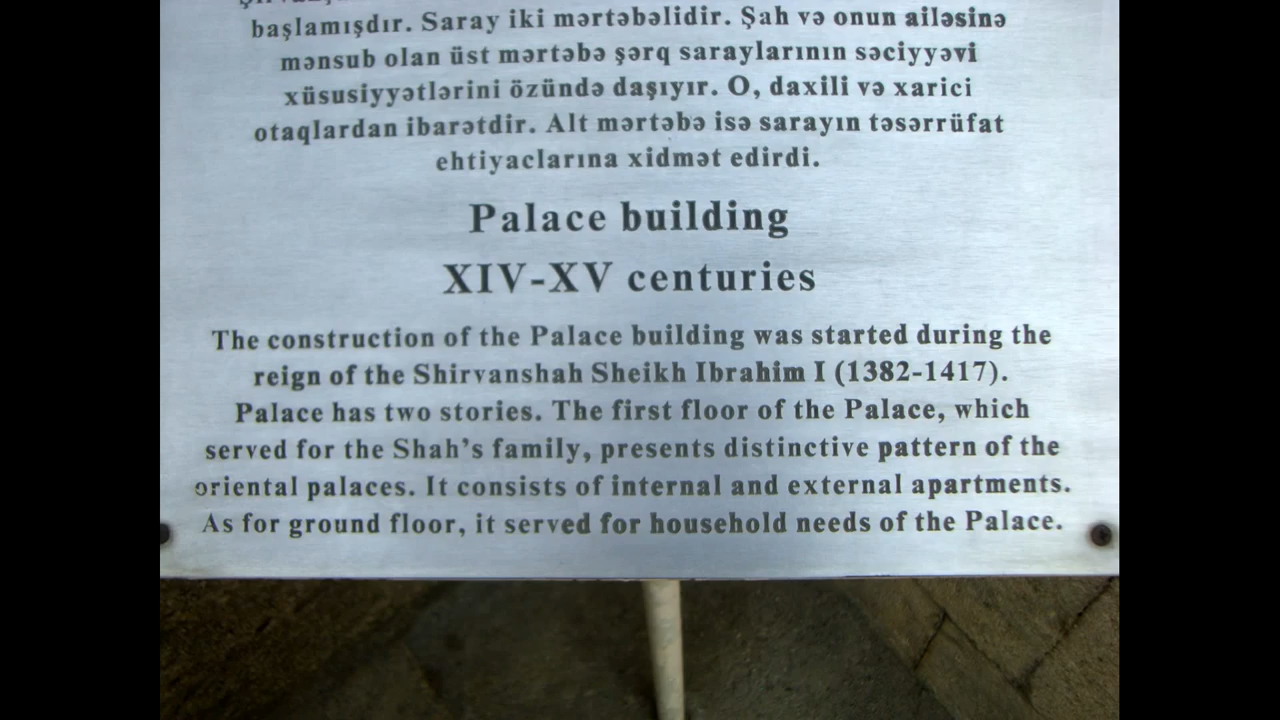 başlamışdır. Saray iki mərtəbəlidir. Şah və onun ailəsinə
mənsub olan üst mərtəbə şərq saraylarının səciyyəvi
xüsusiyyətlərini özündə daşıyır. O, daxili və xarici
otaqlardan ibarətdir. Alt mərtəbə isə sarayın təsərrüfat
ehtiyaclarına xidmət edirdi.
Palace building
XIV-XV centuries
The construction of the Palace building was started during the
reign of the Shirvanshah Sheikh Ibrahim I (1382-1417).
Palace has two stories. The first floor of the Palace, which
served for the Shah's family, presents distinctive pattern of the
oriental palaces. It consists of internal and external apartments.
As for ground floor, it served for household needs of the Palace.